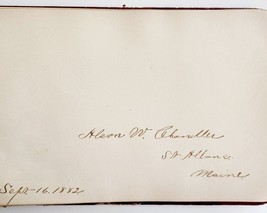 Alson W. Chandler
St Albans
Maine
Sept. 16. 1882